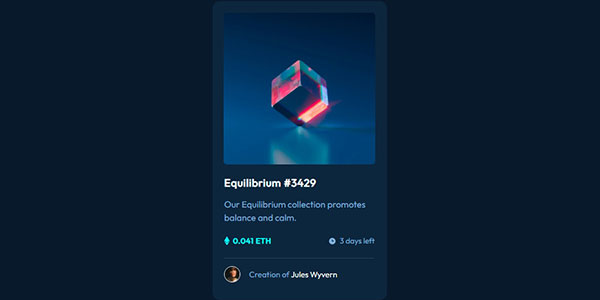 Equilibrium #3429
Our Equilibrium collection promotes
balance and calm.
0.041 ETH 3 days left
Creation of Jules Wyvern